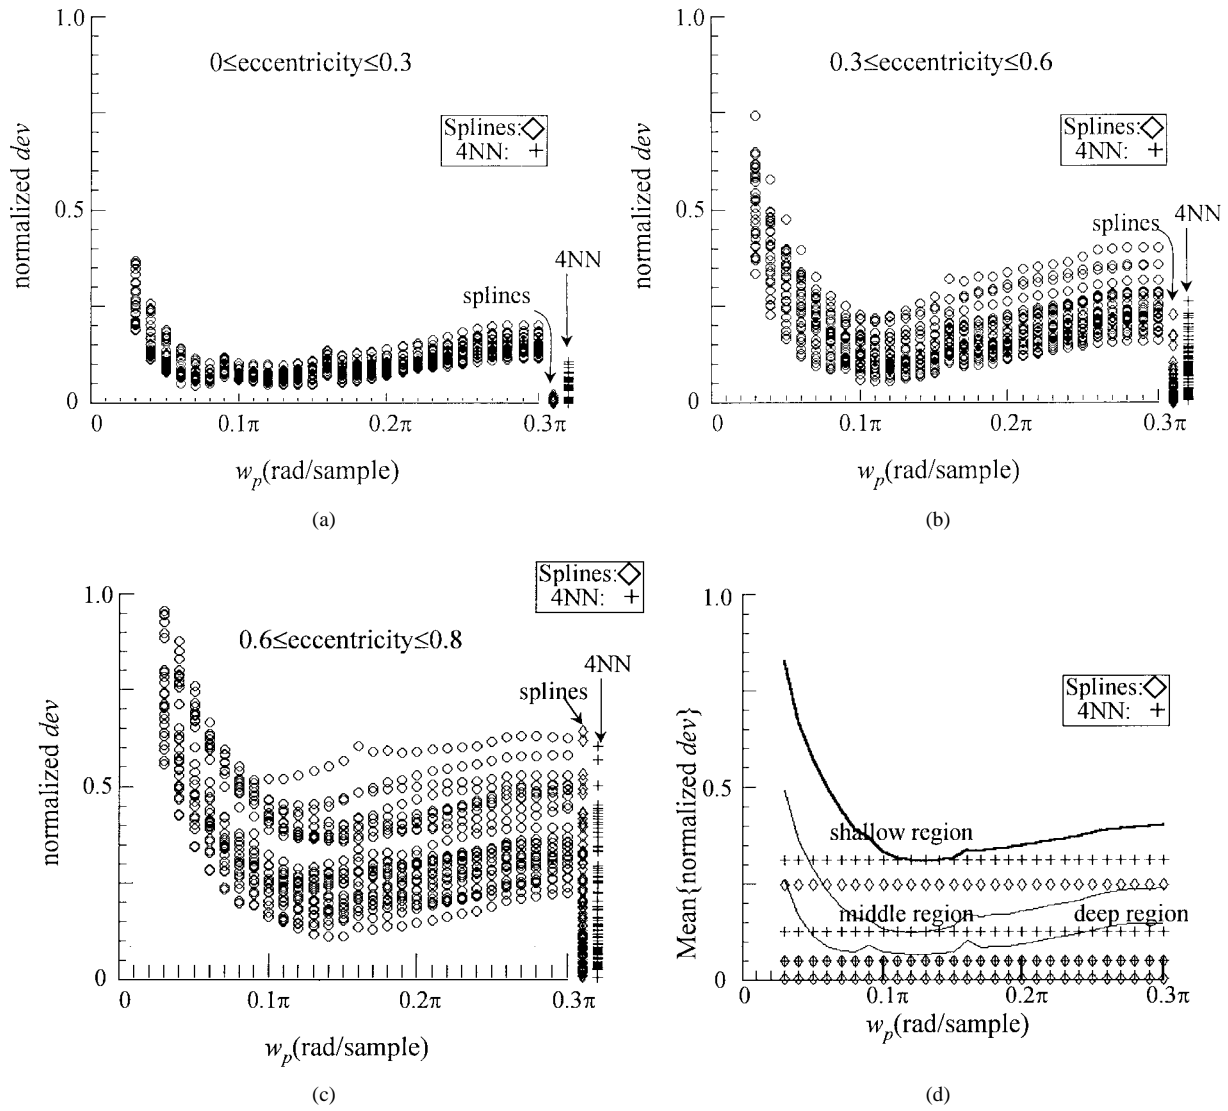 1.0
0≤eccentricity≤0.3
Splines:◇
4NN: +
0.5
normalized dev
4NN
splines
0
0 0.1π 0.2π 0.3π
w_p(rad/sample)
(a)
1.0
0.3≤eccentricity≤0.6
Splines:◇
4NN: +
0.5
normalized dev
4NN
splines
0
0 0.1π 0.2π 0.3π
w_p(rad/sample)
(b)
Splines:◇
4NN: +
1.0
0.6≤eccentricity≤0.8
4NN
splines
0.5
normalized dev
0
0 0.1π 0.2π 0.3π
w_p(rad/sample)
(c)
1.0
Splines:◇
4NN: +
0.5
Mean{normalized dev}
shallow region
middle region
deep region
0
0 0.1π 0.2π 0.3π
w_p(rad/sample)
(d)